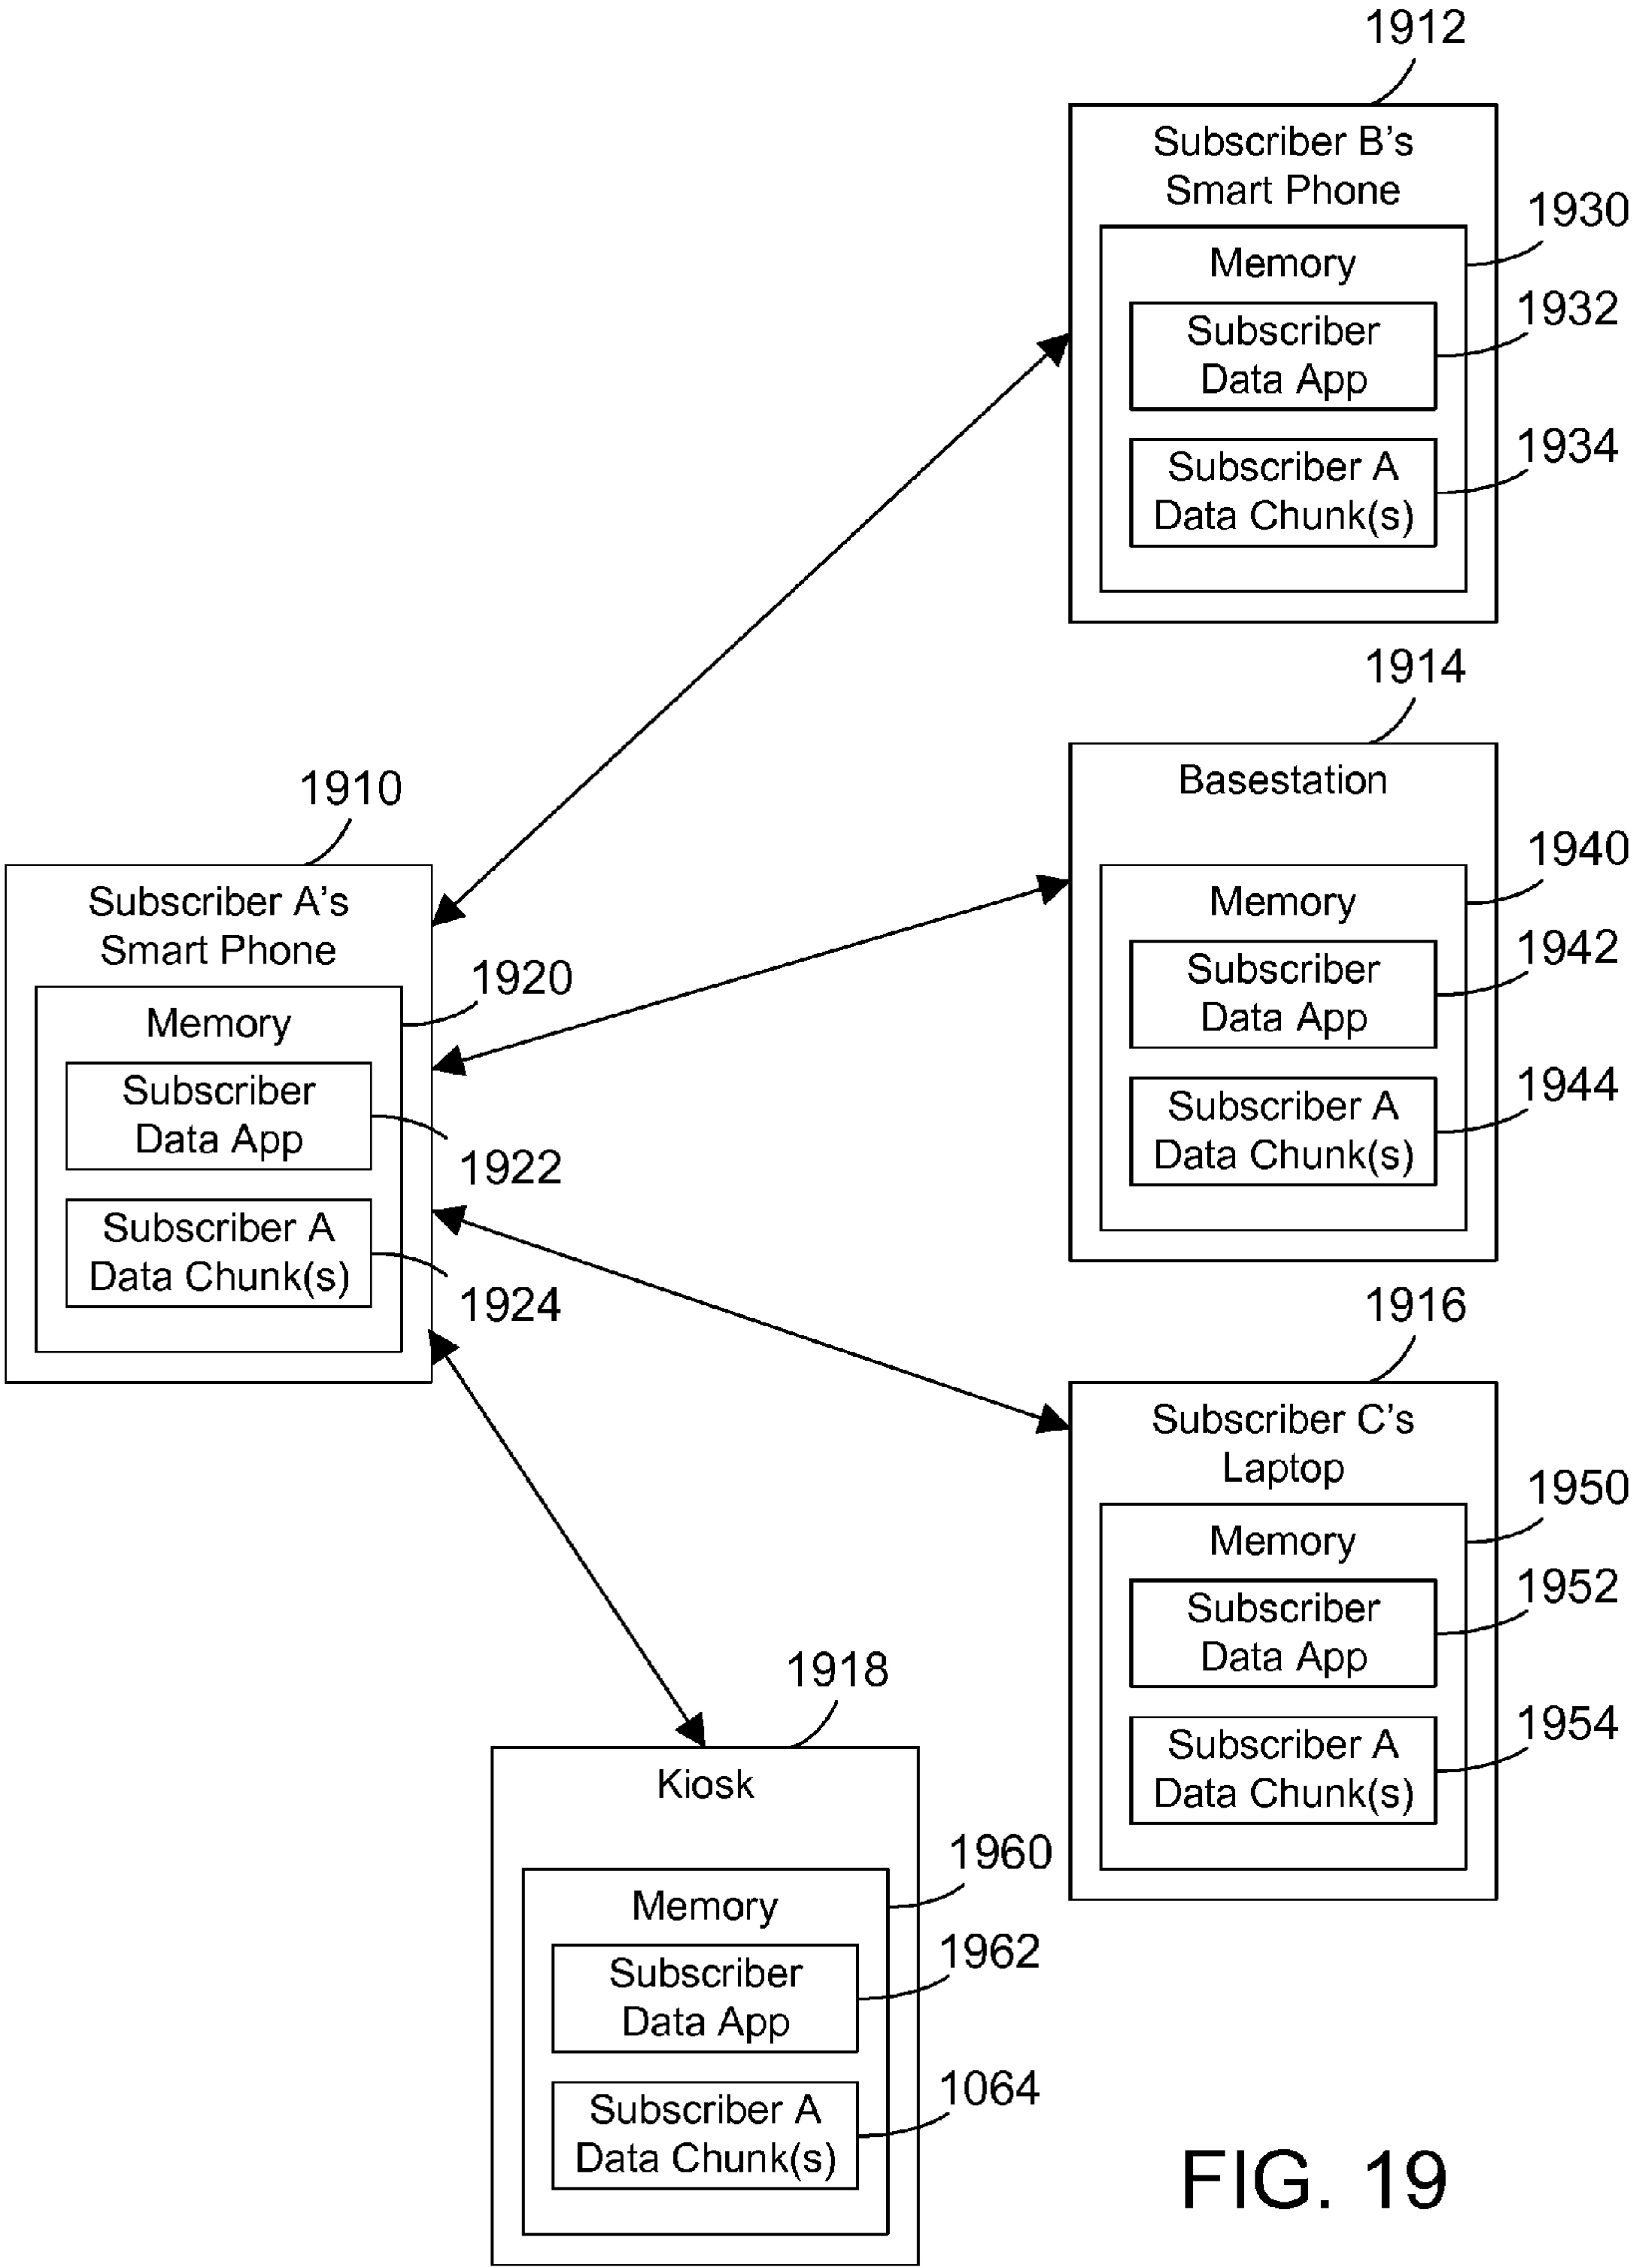 1912
Subscriber B's
Smart Phone
1930
Memory
1932
Subscriber
Data App
1934
Subscriber A
Data Chunk(s)
1914
Basestation
1940
Memory
1942
Subscriber
Data App
1944
Subscriber A
Data Chunk(s)
1910
Subscriber A's
Smart Phone
1920
Memory
Subscriber
Data App
1922
Subscriber A
Data Chunk(s)
1924
1916
Subscriber C's
Laptop
1950
Memory
1952
Subscriber
Data App
1954
Subscriber A
Data Chunk(s)
1918
Kiosk
1960
Memory
1962
Subscriber
Data App
1064
Subscriber A
Data Chunk(s)
FIG. 19